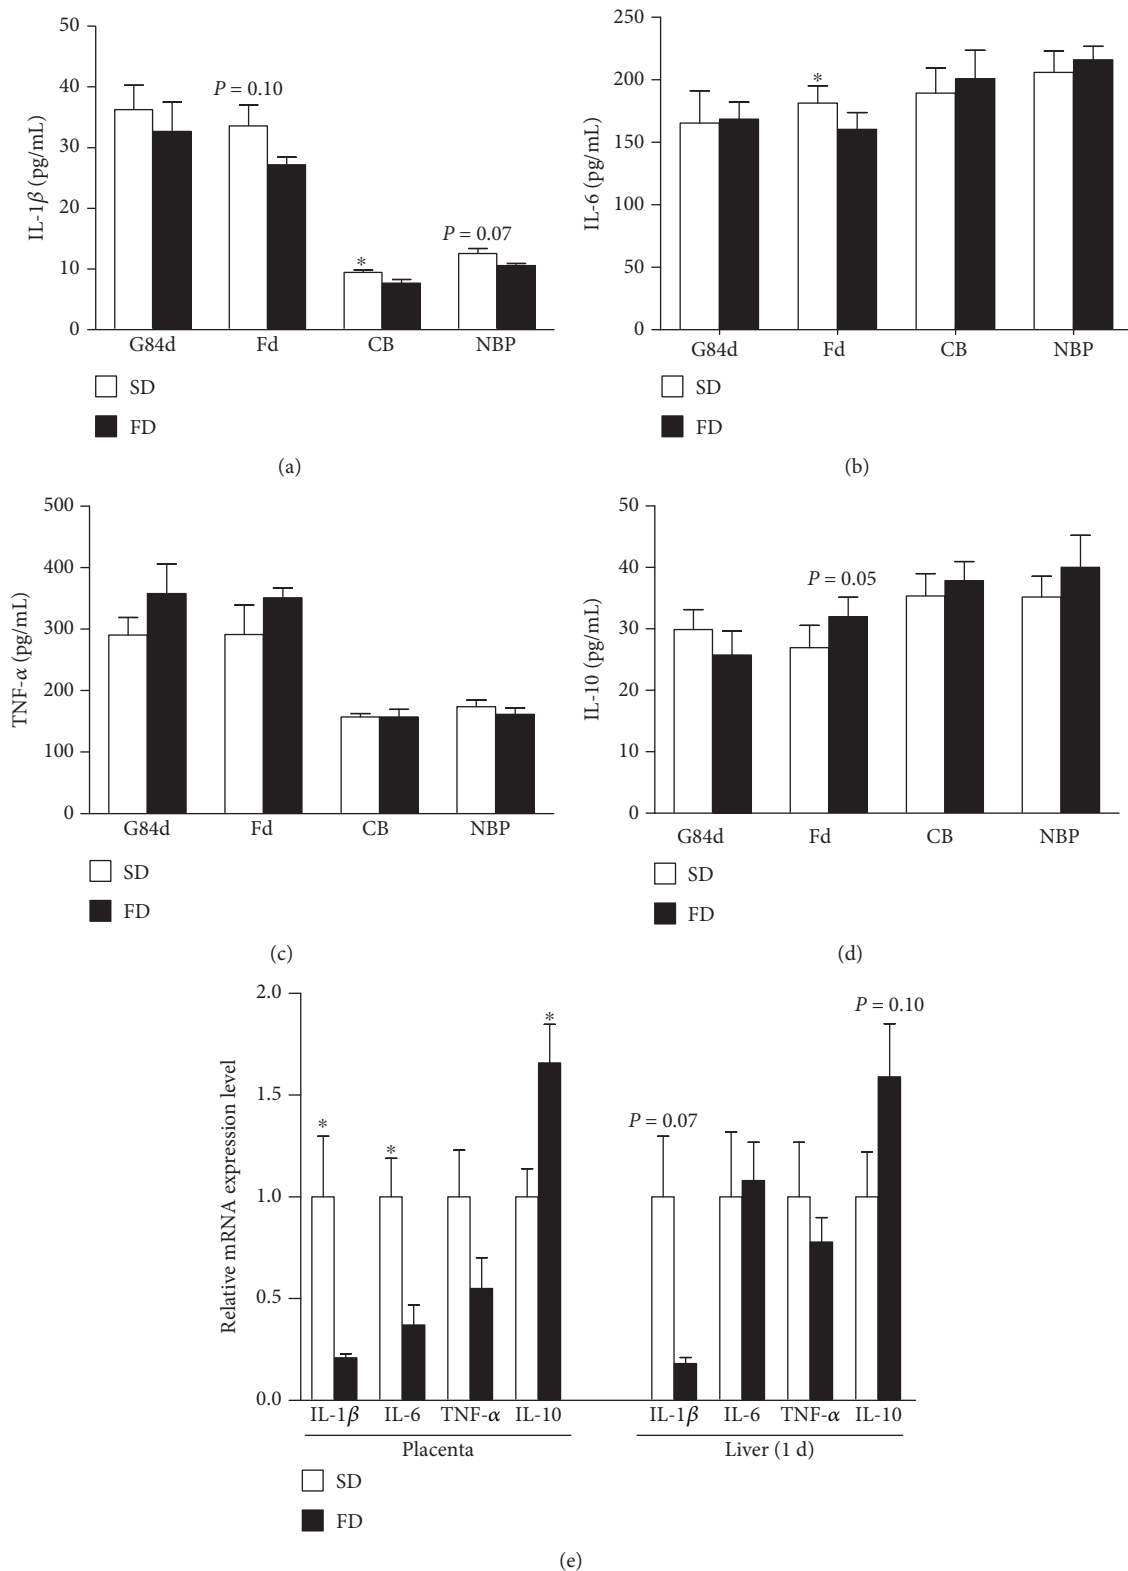 50
40
30
20
10
0
IL-1β (pg/mL)
P = 0.10
*
P = 0.07
G84d Fd CB NBP
SD
FD
(a)
250
200
150
100
50
0
IL-6 (pg/mL)
*
G84d Fd CB NBP
SD
FD
(b)
500
400
300
200
100
0
TNF-α (pg/mL)
G84d Fd CB NBP
SD
FD
(c)
50
40
30
20
10
0
IL-10 (pg/mL)
P = 0.05
G84d Fd CB NBP
SD
FD
(d)
2.0
1.5
1.0
0.5
0.0
Relative mRNA expression level
*
*
*
P = 0.07
P = 0.10
IL-1β IL-6 TNF-α IL-10 IL-1β IL-6 TNF-α IL-10
Placenta Liver (1 d)
SD
FD
(e)